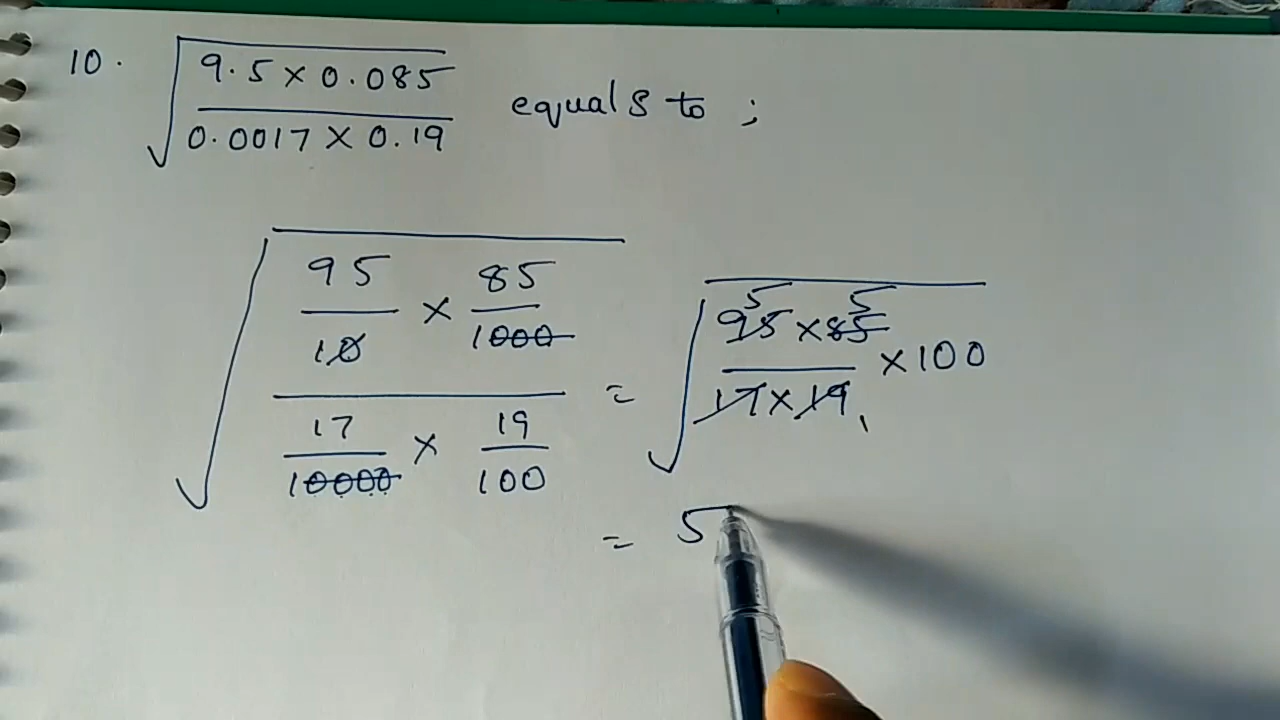 10. √(9.5 × 0.085 / 0.0017 × 0.19) equals to ;
√((95/10 × 85/1000) / (17/10000 × 19/100)) = √(95 5 × 85 5 / 17 × 19 1 × 100)
= 5